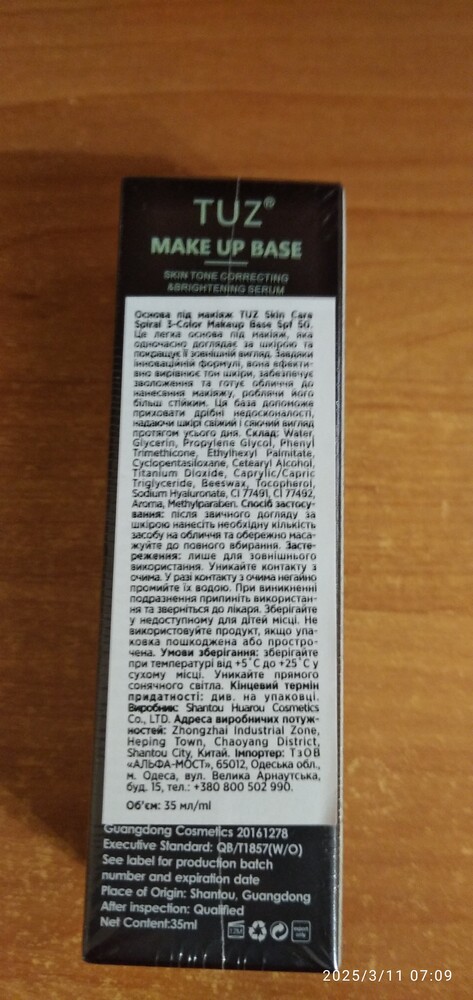 TUZ®
MAKE UP BASE
SKIN TONE CORRECTING
&BRIGHTENING SERUM
Основа під макіяж TUZ Skin Care
Spiral 3-Color Makeup Base Spf 50.
Це легка основа під макіяж, яка
одночасно доглядає за шкірою та
покращує її зовнішній вигляд. Завдяки
інноваційній формулі, вона ефекти-
вно вирівнює тон шкіри, забезпечує
зволоження та готує обличчя до
нанесення макіяжу, роблячи його
більш стійким. Ця база допоможе
приховати дрібні недосконалості,
надаючи шкірі свіжий і сяючий вигляд
протягом усього дня. Склад: Water,
Glycerin, Propylene Glycol, Phenyl
Trimethicone, Ethylhexyl Palmitate,
Cyclopentasiloxane, Cetearyl Alcohol,
Titanium Dioxide, Caprylic/Capric
Triglyceride, Beeswax, Tocopherol,
Sodium Hyaluronate, CI 77491, CI 77492,
Aroma, Methylparaben. Спосіб застосу-
вання: після звичного догляду за
шкірою нанесіть необхідну кількість
засобу на обличчя та обережно маса-
жуйте до повного вбирання. Засте-
реження: лише для зовнішнього
використання. Уникайте контакту з
очима. У разі контакту з очима негайно
промийте їх водою. При виникненні
подразнення припиніть використан-
ня та зверніться до лікаря. Зберігайте
у недоступному для дітей місці. Не
використовуйте продукт, якщо упа-
ковка пошкоджена або простро-
чена. Умови зберігання: зберігайте
при температурі від +5˚C до +25˚C у
сухому місці. Уникайте прямого
сонячного світла. Кінцевий термін
придатності: див. на упаковці.
Виробник: Shantou Huarou Cosmetics
Co., LTD. Адреса виробничих потуж-
ностей: Zhongzhai Industrial Zone,
Heping Town, Chaoyang District,
Shantou City, Китай. Імпортер: ТзОВ
«АЛЬФА-МОСТ», 65012, Одеська обл.,
м. Одеса, вул. Велика Арнаутська,
буд. 15, тел.: +380 800 502 990.
Об'єм: 35 мл/ml
Guangdong Cosmetics 20161278
Executive Standard: QB/T1857(W/O)
See label for production batch
number and expiration date
Place of Origin: Shantou, Guangdong
After inspection: Qualified
Net Content:35ml
12M
2025/3/11 07:09